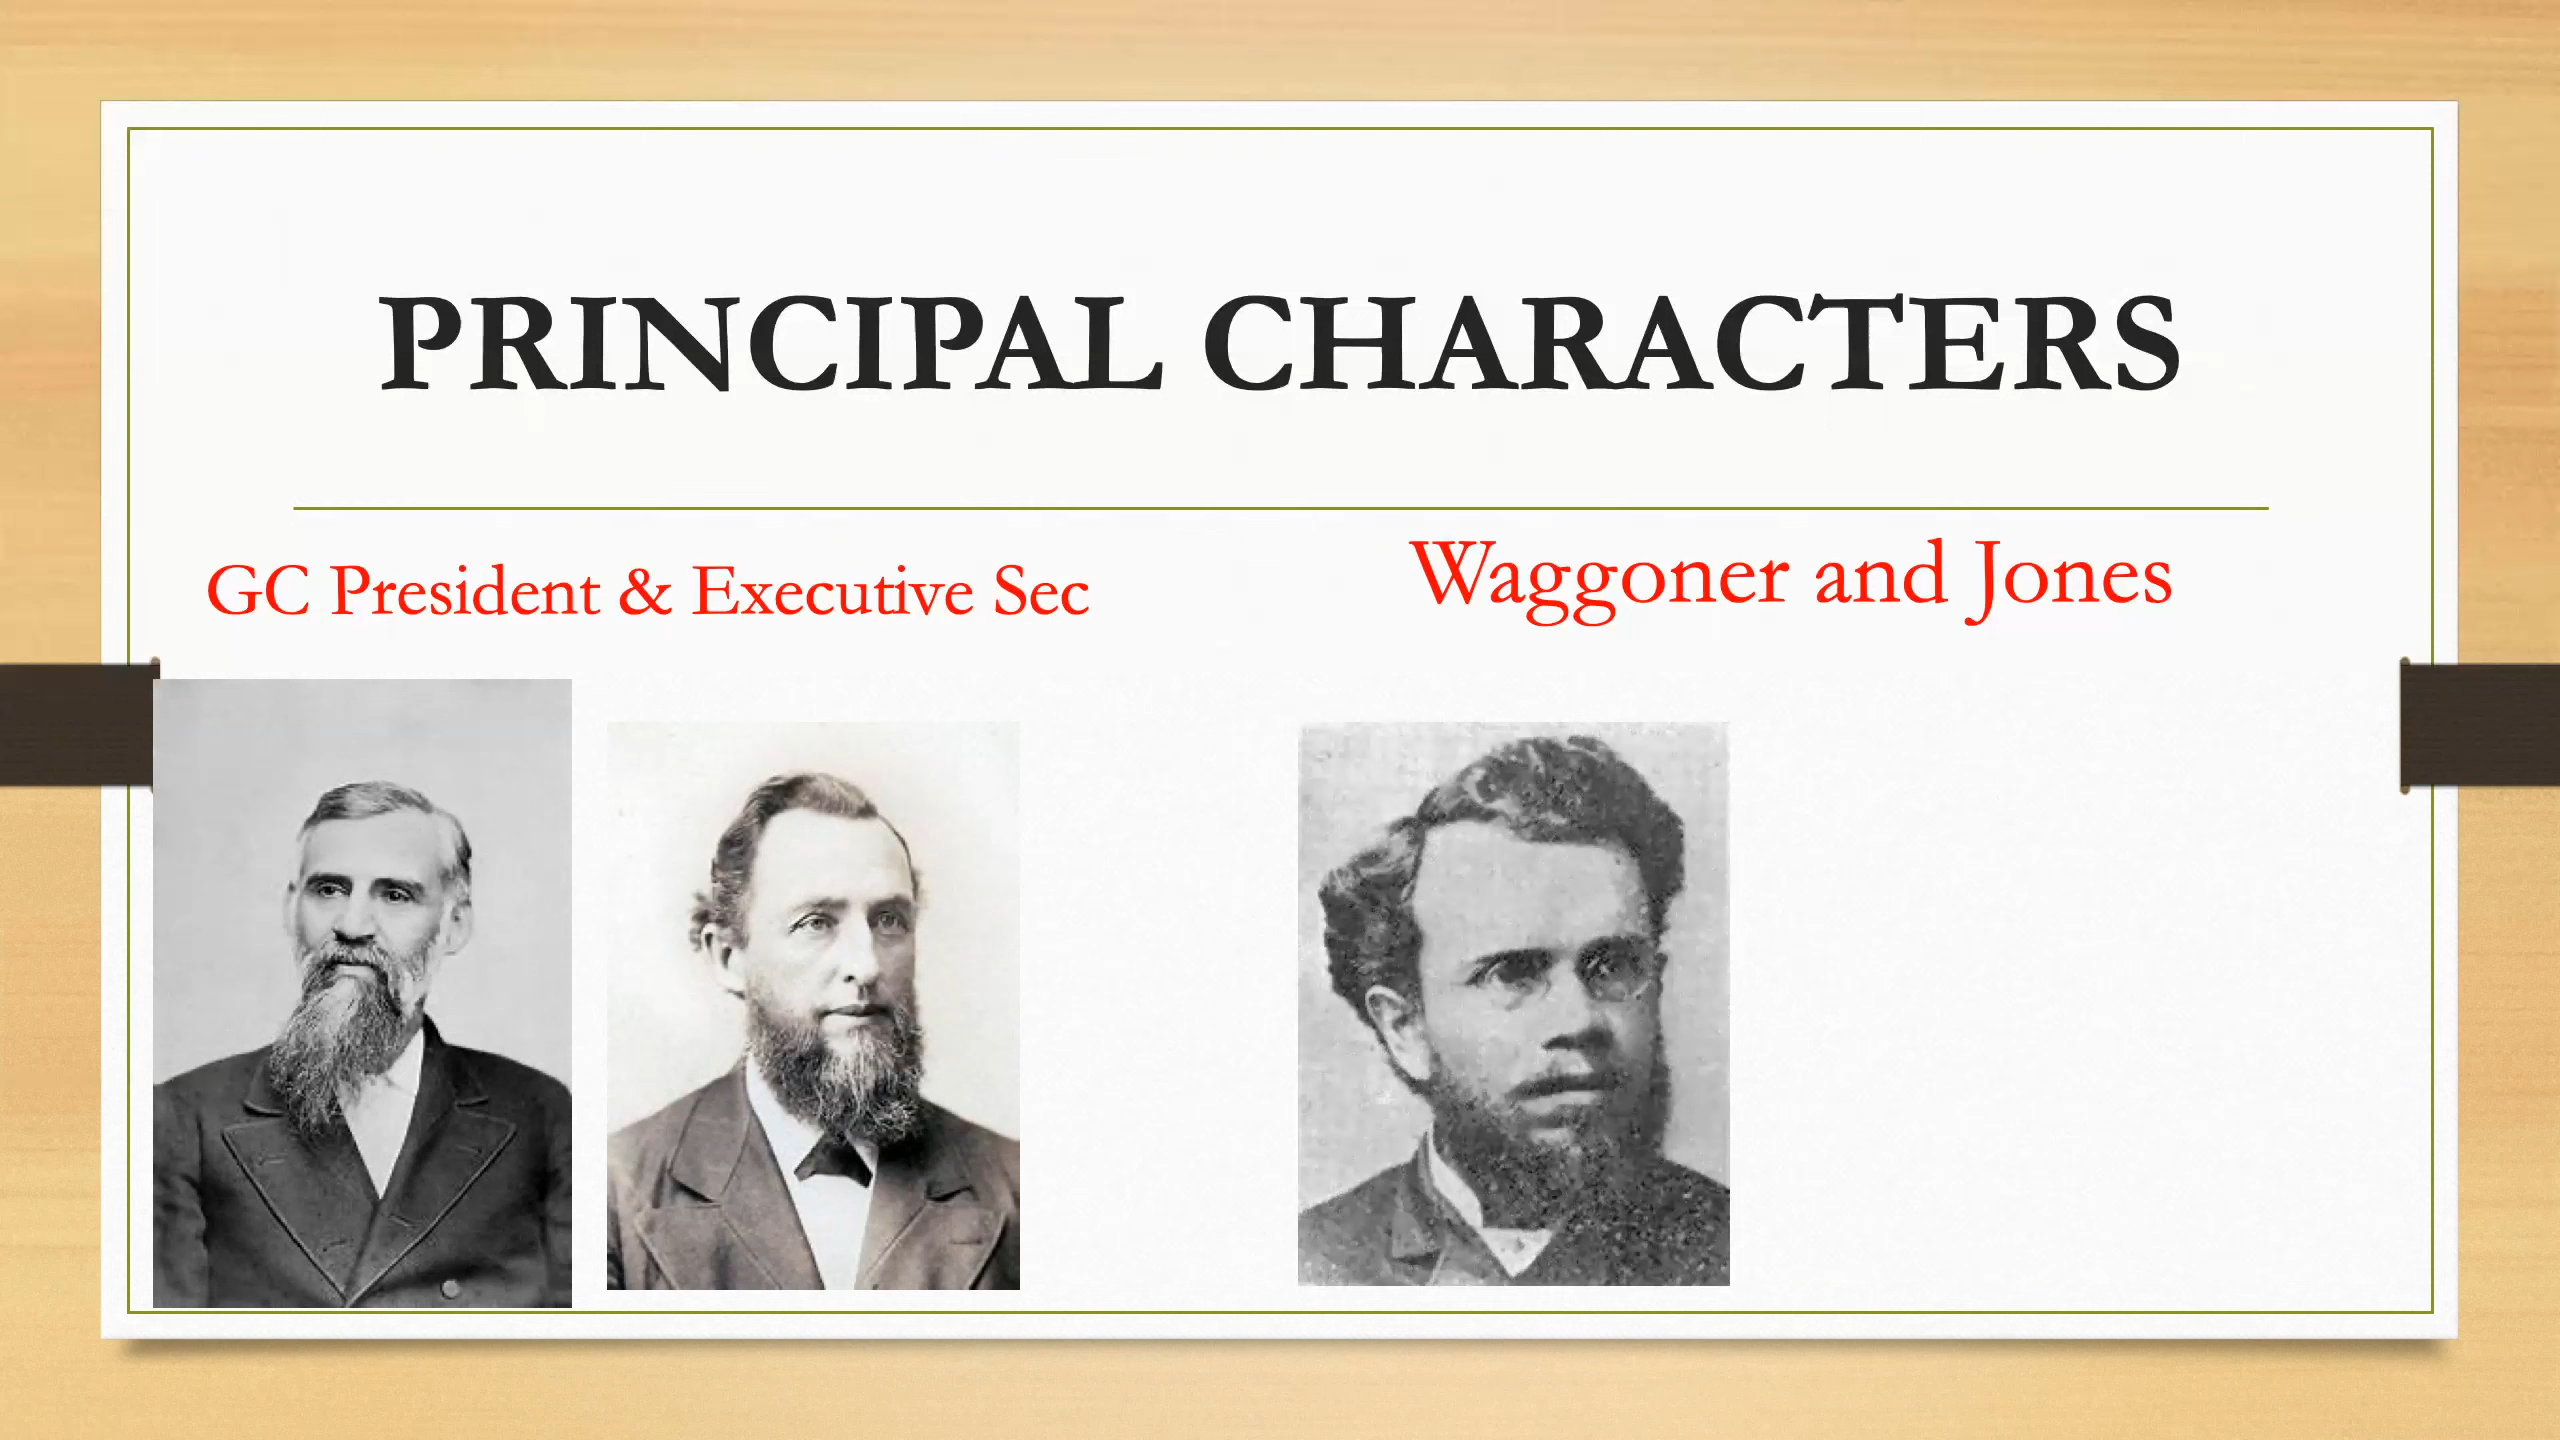 PRINCIPAL CHARACTERS
GC President & Executive Sec
Waggoner and Jones